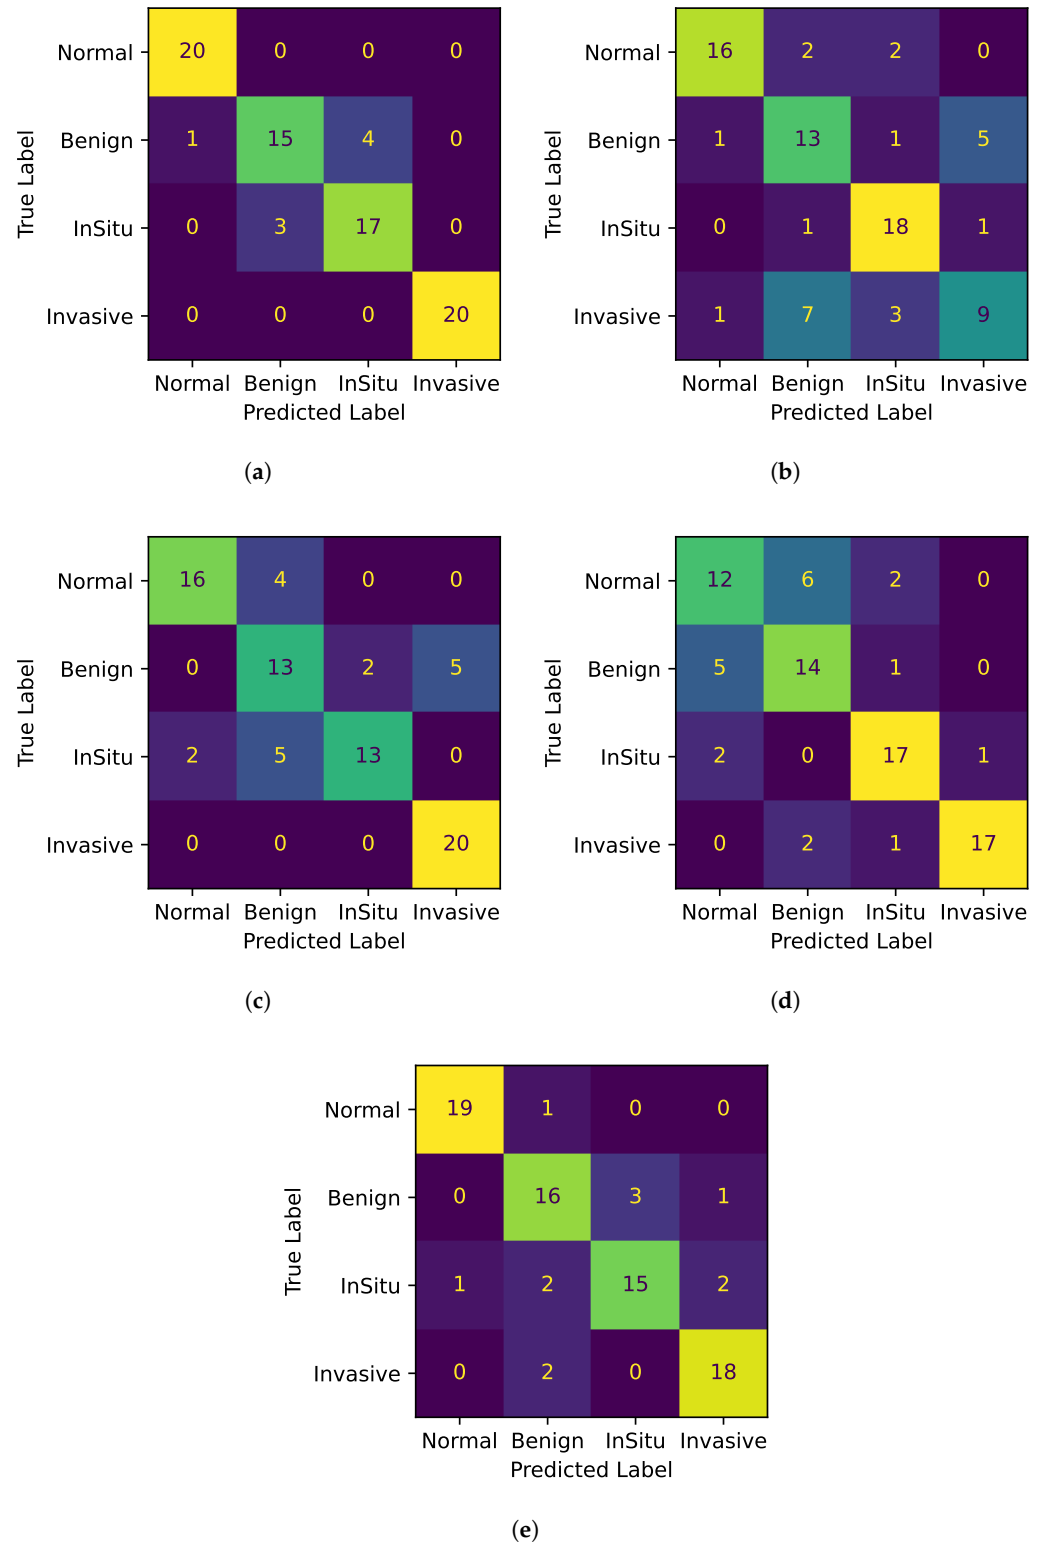 Normal 20 0 0 0
Benign 1 15 4 0
InSitu 0 3 17 0
Invasive 0 0 0 20
True Label
Normal Benign InSitu Invasive
Predicted Label
(a)
Normal 16 2 2 0
Benign 1 13 1 5
InSitu 0 1 18 1
Invasive 1 7 3 9
True Label
Normal Benign InSitu Invasive
Predicted Label
(b)
Normal 16 4 0 0
Benign 0 13 2 5
InSitu 2 5 13 0
Invasive 0 0 0 20
True Label
Normal Benign InSitu Invasive
Predicted Label
(c)
Normal 12 6 2 0
Benign 5 14 1 0
InSitu 2 0 17 1
Invasive 0 2 1 17
True Label
Normal Benign InSitu Invasive
Predicted Label
(d)
Normal 19 1 0 0
Benign 0 16 3 1
InSitu 1 2 15 2
Invasive 0 2 0 18
True Label
Normal Benign InSitu Invasive
Predicted Label
(e)